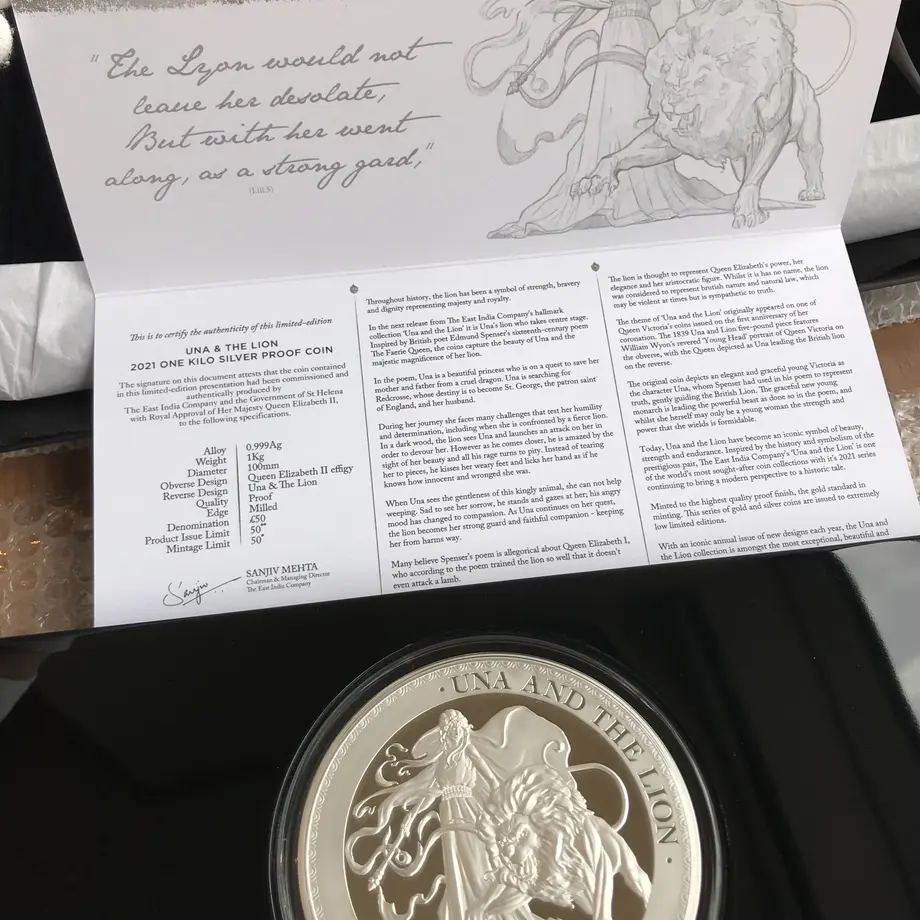 "The Lyon would not
leaue her desolate,
But with her went
along, as a strong gard,"
This is to certify the authenticity of this limited-edition
UNA & THE LION
2021 ONE KILO SILVER PROOF COIN
The signature on this document attests that the coin contained
in this limited-edition presentation had been commissioned and
authentically produced by
The East India Company and the Government of St Helena
with Royal Approval of Her Majesty Queen Elizabeth II,
to the following specifications.
Alloy 0.999Ag
Weight 1Kg
Diameter 100mm
Obverse Design Queen Elizabeth II effigy
Reverse Design Una & The Lion
Quality Proof
Edge Milled
Denomination £50
Product Issue Limit 50**
Mintage Limit 50*
Sanjiv
SANJIV MEHTA
Chairman & Managing Director
The East India Company
Throughout history, the lion has been a symbol of strength, bravery
and dignity representing majesty and royalty.
In the next release from The East India Company's hallmark
collection 'Una and the Lion' it is Una's lion who takes centre stage.
Inspired by British poet Edmund Spenser's sixteenth-century poem
The Faerie Queen, the coins capture the beauty of Una and the
majestic magnificence of her lion.
In the poem, Una is a beautiful princess who is on a quest to save her
mother and father from a cruel dragon. Una is searching for
Redcrosse, whose destiny is to become St. George, the patron saint
of England, and her husband.
During her journey she faces many challenges that test her humility
and determination, including when she is confronted by a fierce lion.
In a dark wood, the lion sees Una and launches an attack on her in
order to devour her. However as he comes closer, he is amazed by the
sight of her beauty and all his rage turns to pity. Instead of tearing
her to pieces, he kisses her weary feet and licks her hand as if he
knows how innocent and wronged she was.
When Una sees the gentleness of this kingly animal, she can not help
weeping. Sad to see her sorrow, he stands and gazes at her; his angry
mood has changed to compassion. As Una continues on her quest,
the lion becomes her strong guard and faithful companion - keeping
her from harms way.
Many believe Spenser's poem is allegorical about Queen Elizabeth I,
who according to the poem trained the lion so well that it doesn't
even attack a lamb.
The lion is thought to represent Queen Elizabeth's power, her
elegance and her aristocratic figure. Whilst it has no name, the lion
was considered to represent brutish nature and natural law, which
may be violent at times but is sympathetic to truth.
The theme of 'Una and the Lion' originally appeared on one of
Queen Victoria's coins issued on the first anniversary of her
coronation. The 1839 Una and Lion five-pound piece features
William Wyon's revered 'Young Head' portrait of Queen Victoria on
the obverse, with the Queen depicted as Una leading the British lion
on the reverse.
The original coin depicts an elegant and graceful young Victoria as
the character Una, whom Spenser had used in his poem to represent
truth, gently guiding the British Lion. The graceful new young
monarch is leading the powerful beast as done so in the poem, and
whilst she herself may only be a young woman the strength and
power that she wields is formidable.
Today, Una and the Lion have become an iconic symbol of beauty,
strength and endurance. Inspired by the history and symbolism of the
prestigious pair, The East India Company's 'Una and the Lion' is one
of the world's most sought-after coin collections with it's 2021 series
continuing to bring a modern perspective to a historic tale.
Minted to the highest quality proof finish, the gold standard in
minting. This series of gold and silver coins are issued to extremely
low limited editions.
With an iconic annual issue of new designs each year, the Una and
the Lion collection is amongst the most exceptional, beautiful and
· UNA AND THE LION ·